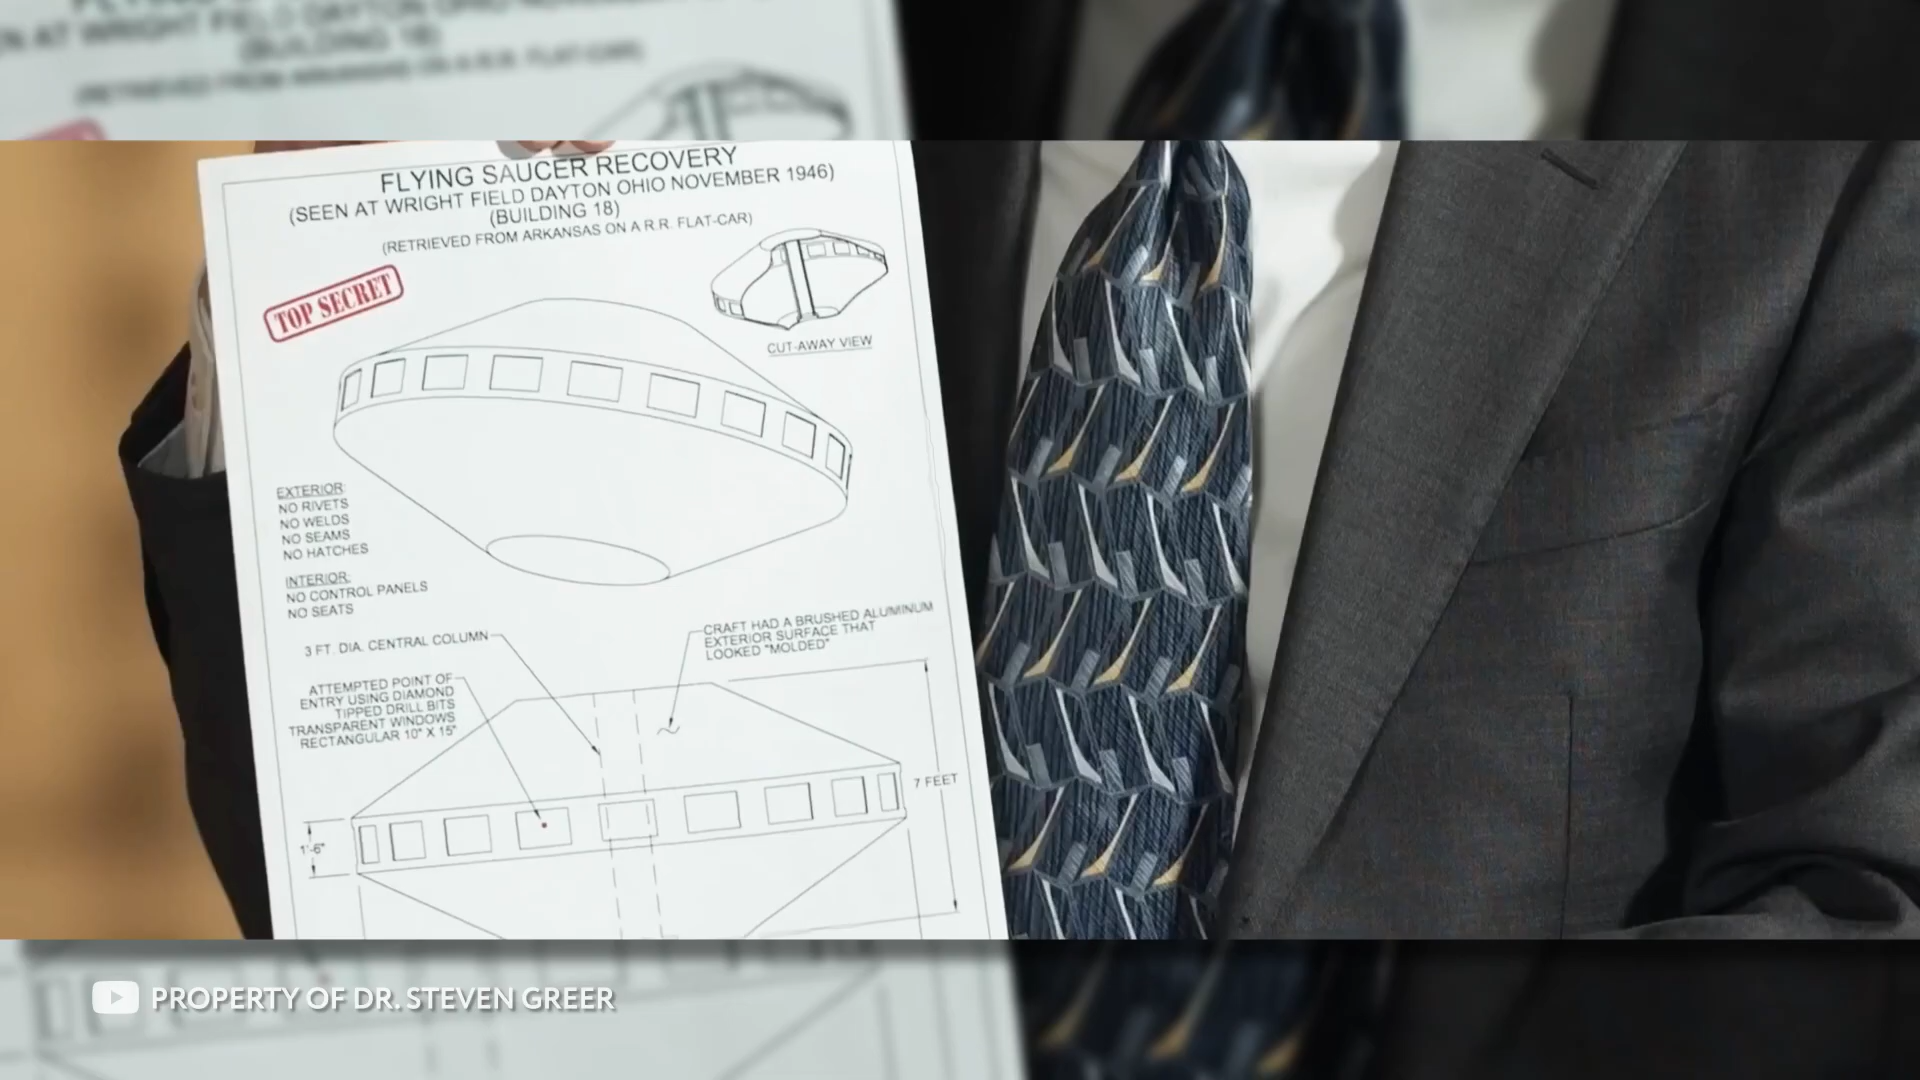 FLYING SAUCER RECOVERY
(SEEN AT WRIGHT FIELD DAYTON OHIO NOVEMBER 1946)
(BUILDING 18)
(RETRIEVED FROM ARKANSAS ON A R.R. FLAT-CAR)
TOP SECRET
CUT-AWAY VIEW
EXTERIOR:
NO RIVETS
NO WELDS
NO SEAMS
NO HATCHES
INTERIOR:
NO CONTROL PANELS
NO SEATS
3 FT. DIA. CENTRAL COLUMN
CRAFT HAD A BRUSHED ALUMINUM
EXTERIOR SURFACE THAT
LOOKED "MOLDED"
ATTEMPTED POINT OF
ENTRY USING DIAMOND
TIPPED DRILL BITS
TRANSPARENT WINDOWS
RECTANGULAR 10" X 15"
7 FEET
1'-6"
PROPERTY OF DR. STEVEN GREER